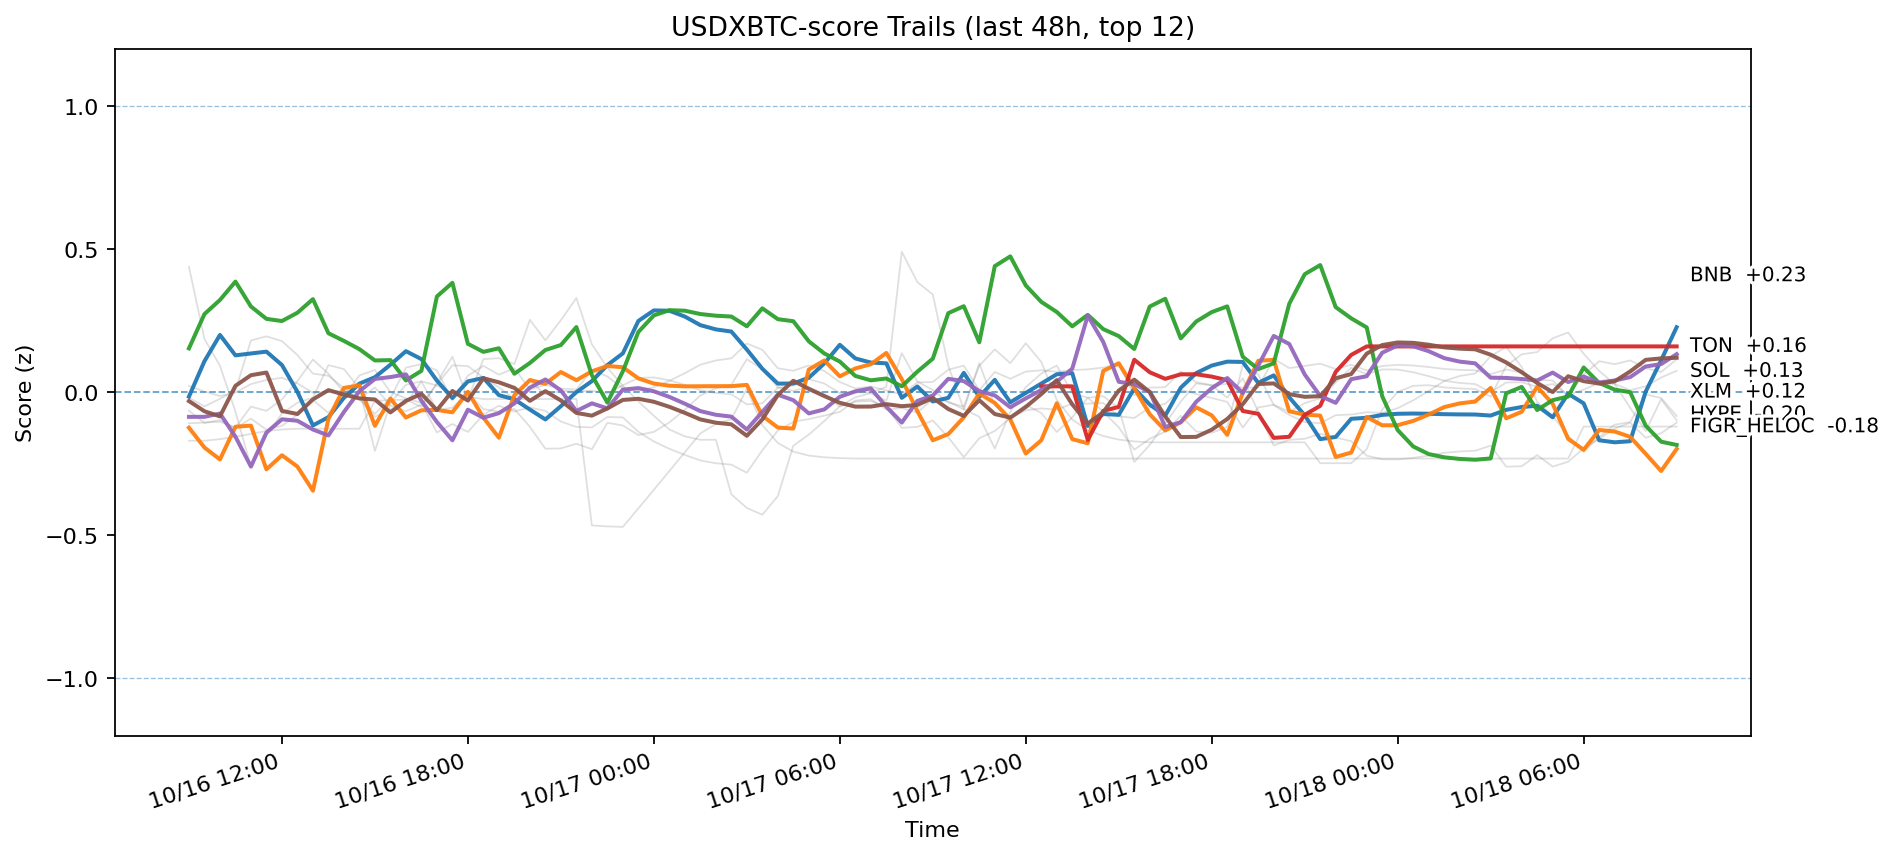 USDXBTC-score Trails (last 48h, top 12)
Score (z)
1.0
0.5
0.0
−0.5
−1.0
BNB +0.23
TON +0.16
SOL +0.13
XLM +0.12
HYPE -0.20
FIGR_HELOC -0.18
10/16 12:00
10/16 18:00
10/17 00:00
10/17 06:00
10/17 12:00
10/17 18:00
10/18 00:00
10/18 06:00
Time